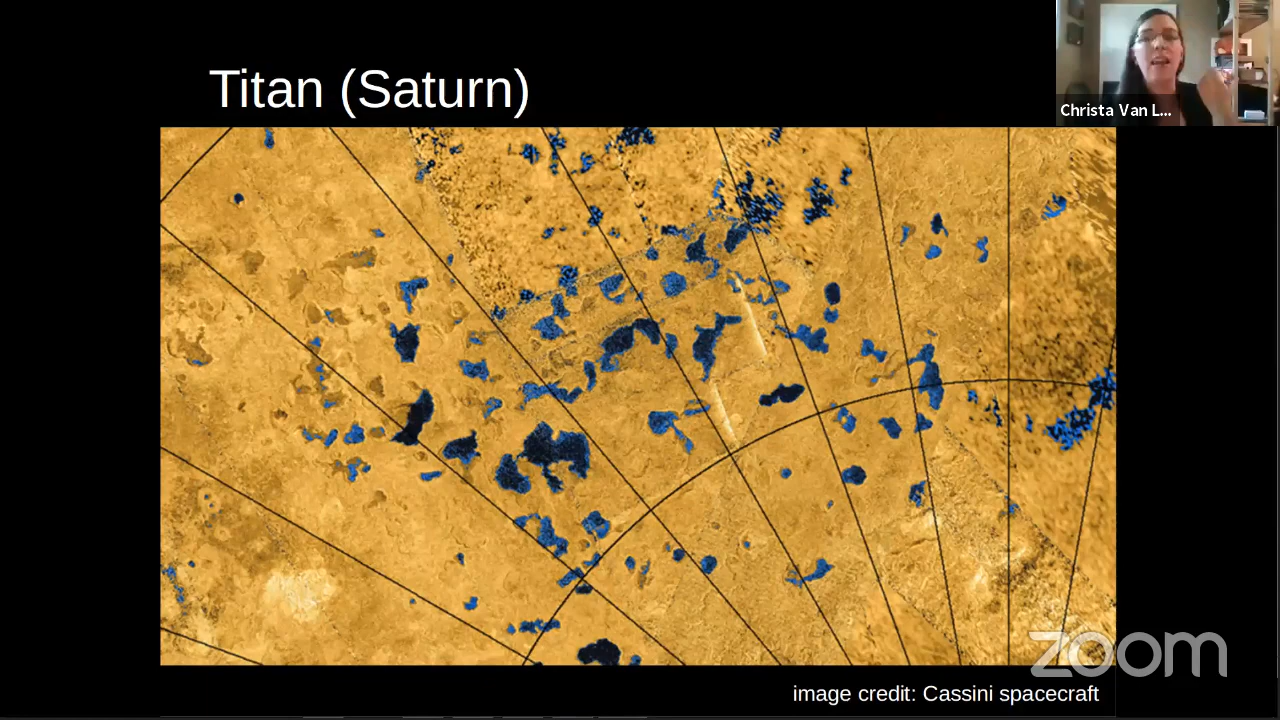 Titan (Saturn)
Christa Van L...
zoom
image credit: Cassini spacecraft